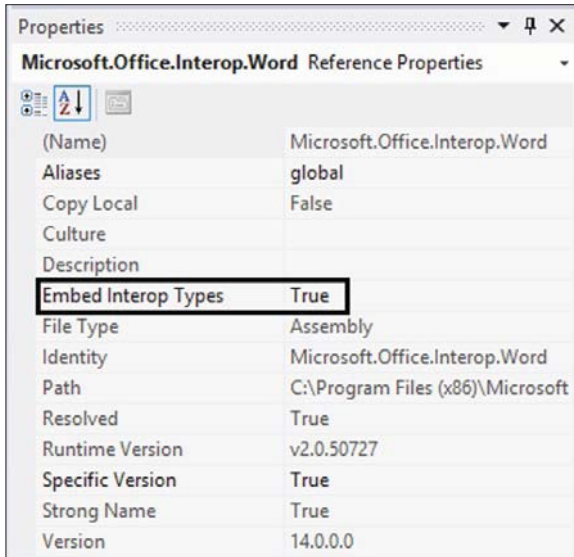 Properties
Microsoft.Office.Interop.Word Reference Properties
(Name) Microsoft.Office.Interop.Word
Aliases global
Copy Local False
Culture
Description
Embed Interop Types True
File Type Assembly
Identity Microsoft.Office.Interop.Word
Path C:\Program Files (x86)\Microsoft
Resolved True
Runtime Version v2.0.50727
Specific Version True
Strong Name True
Version 14.0.0.0